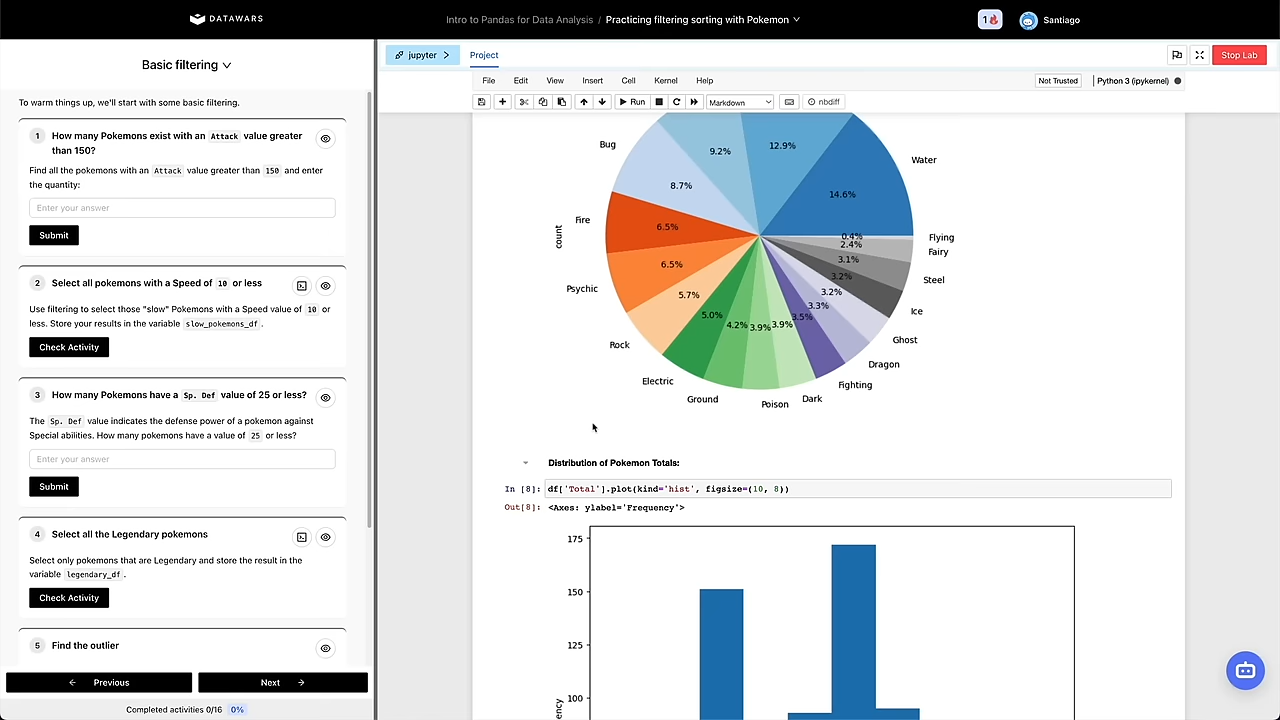 DATAWARS
Intro to Pandas for Data Analysis / Practicing filtering sorting with Pokemon
1
Santiago
Basic filtering
To warm things up, we'll start with some basic filtering.
1 How many Pokemons exist with an Attack value greater
than 150?
Find all the pokemons with an Attack value greater than 150 and enter
the quantity:
Enter your answer
Submit
2 Select all pokemons with a Speed of 10 or less
Use filtering to select those "slow" Pokemons with a Speed value of 10 or
less. Store your results in the variable slow_pokemons_df.
Check Activity
3 How many Pokemons have a Sp. Def value of 25 or less?
The Sp. Def value indicates the defense power of a pokemon against
Special abilities. How many pokemons have a value of 25 or less?
Enter your answer
Submit
4 Select all the Legendary pokemons
Select only pokemons that are Legendary and store the result in the
variable legendary_df.
Check Activity
5 Find the outlier
Previous
Next
Completed activities 0/16 0%
jupyter
Project
Stop Lab
File Edit View Insert Cell Kernel Help
Not Trusted
Python 3 (ipykernel)
Run
Markdown
nbdiff
Bug
9.2%
12.9%
Water
8.7%
14.6%
Fire
6.5%
count
0.4%
Flying
2.4%
Fairy
3.1%
Steel
Psychic
6.5%
3.2%
Ice
5.7%
3.2%
Rock
5.0%
3.3%
Ghost
4.2%
3.9%
3.9%
3.5%
Dragon
Electric
Fighting
Ground
Poison
Dark
Distribution of Pokemon Totals:
In [8]: df['Total'].plot(kind='hist', figsize=(10, 8))
Out[8]: <Axes: ylabel='Frequency'>
175
150
125
100
ency